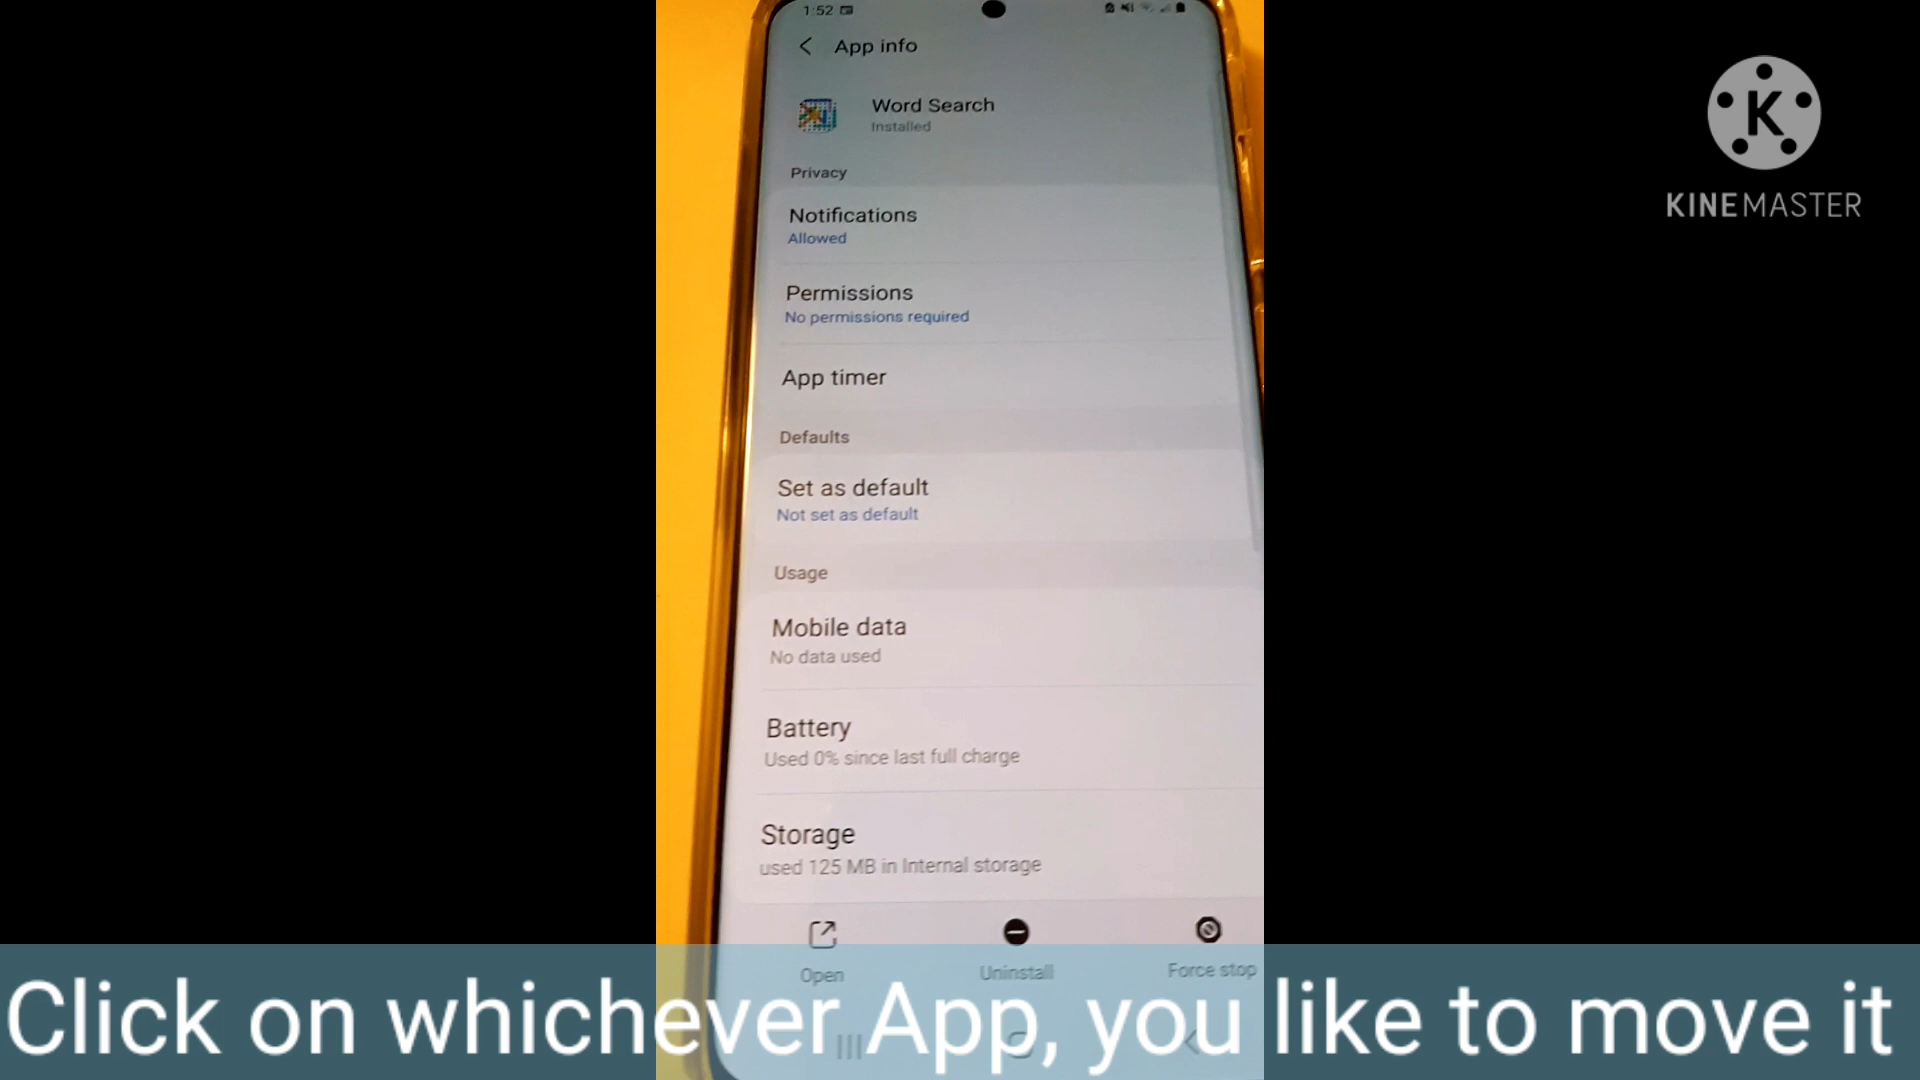 1:52
App info
Word Search
Installed
Privacy
Notifications
Allowed
Permissions
No permissions required
App timer
Defaults
Set as default
Not set as default
Usage
Mobile data
No data used
Battery
Used 0% since last full charge
Storage
used 125 MB in Internal storage
Open
Uninstall
Force stop
K
KINEMASTER
Click on whichever App, you like to move it